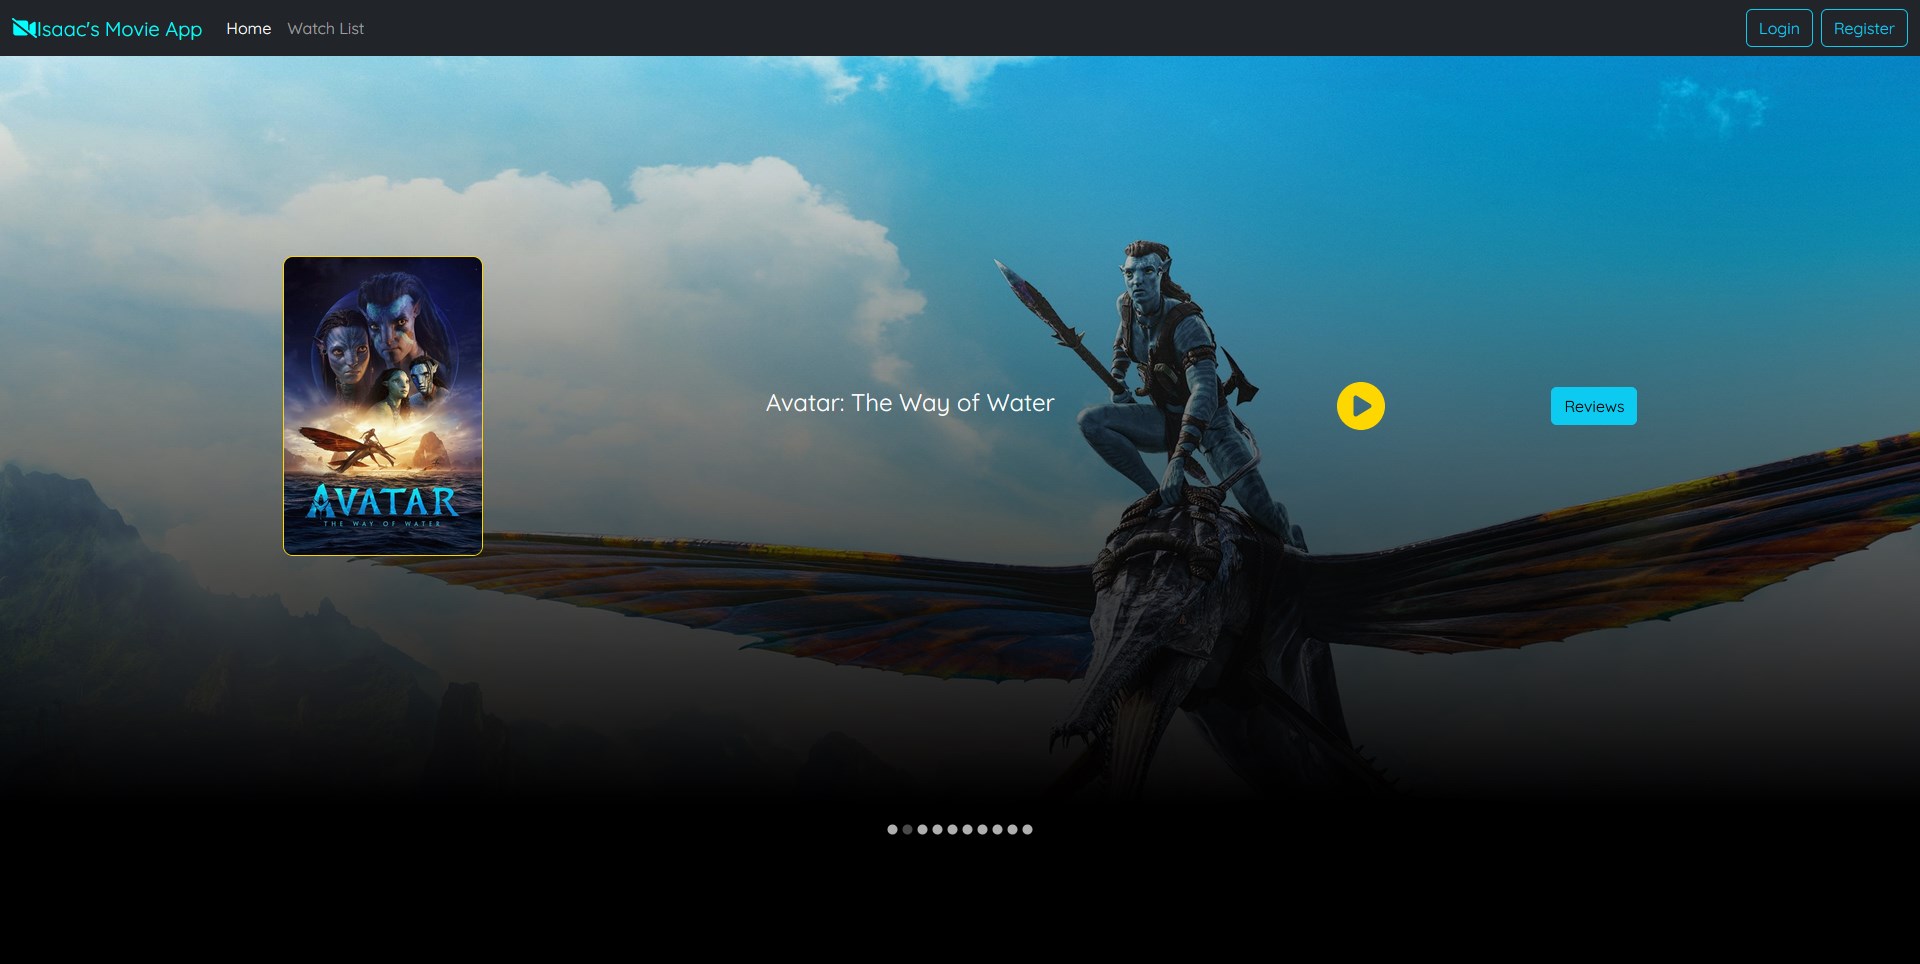 Isaac's Movie App
Home
Watch List
Login
Register
AVATAR
THE WAY OF WATER
Avatar: The Way of Water
Reviews